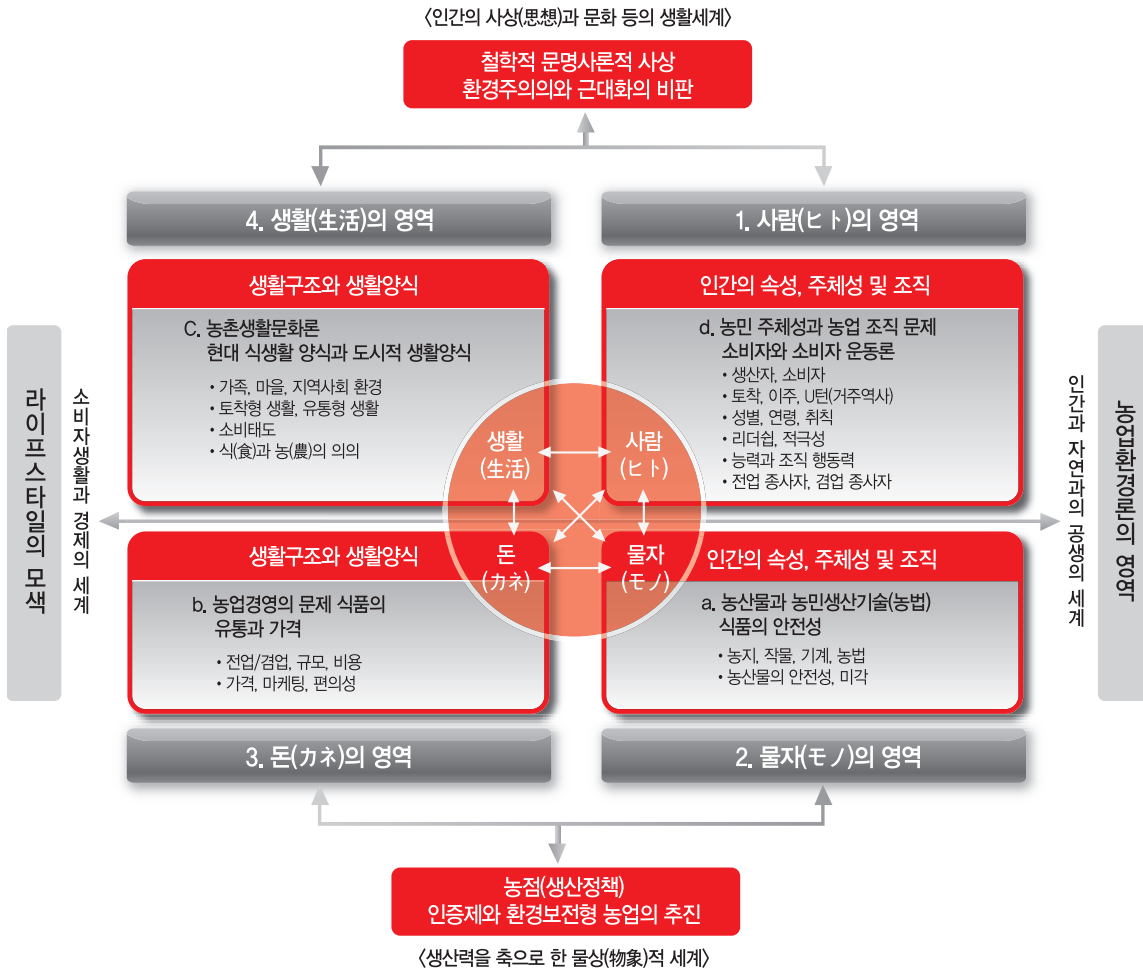 〈인간의 사상(思想)과 문화 등의 생활세계〉
철학적 문명사론적 사상
환경주의의와 근대화의 비판
4. 생활(生活)의 영역
1. 사람(ヒト)의 영역
생활구조와 생활양식
C. 농촌생활문화론
현대 식생활 양식과 도시적 생활양식
• 가족, 마을, 지역사회 환경
• 토착형 생활, 유통형 생활
• 소비태도
• 식(食)과 농(農)의 의의
인간의 속성, 주체성 및 조직
d. 농민 주체성과 농업 조직 문제
소비자와 소비자 운동론
• 생산자, 소비자
• 토착, 이주, U턴(거주역사)
• 성별, 연령, 취칙
• 리더쉽, 적극성
• 능력과 조직 행동력
• 전업 종사자, 겸업 종사자
라이프스타일의 모색
소비자생활과 경제의 세계
생활
(生活)
사람
(ヒト)
돈
(カネ)
물자
(モノ)
인간과 자연과의 공생의 세계
농업환경론의 영역
생활구조와 생활양식
b. 농업경영의 문제 식품의
유통과 가격
• 전업/겸업, 규모, 비용
• 가격, 마케팅, 편의성
인간의 속성, 주체성 및 조직
a. 농산물과 농민생산기술(농법)
식품의 안전성
• 농지, 작물, 기계, 농법
• 농산물의 안전성, 미각
3. 돈(カネ)의 영역
2. 물자(モノ)의 영역
농점(생산정책)
인증제와 환경보전형 농업의 추진
〈생산력을 축으로 한 물상(物象)적 세계〉